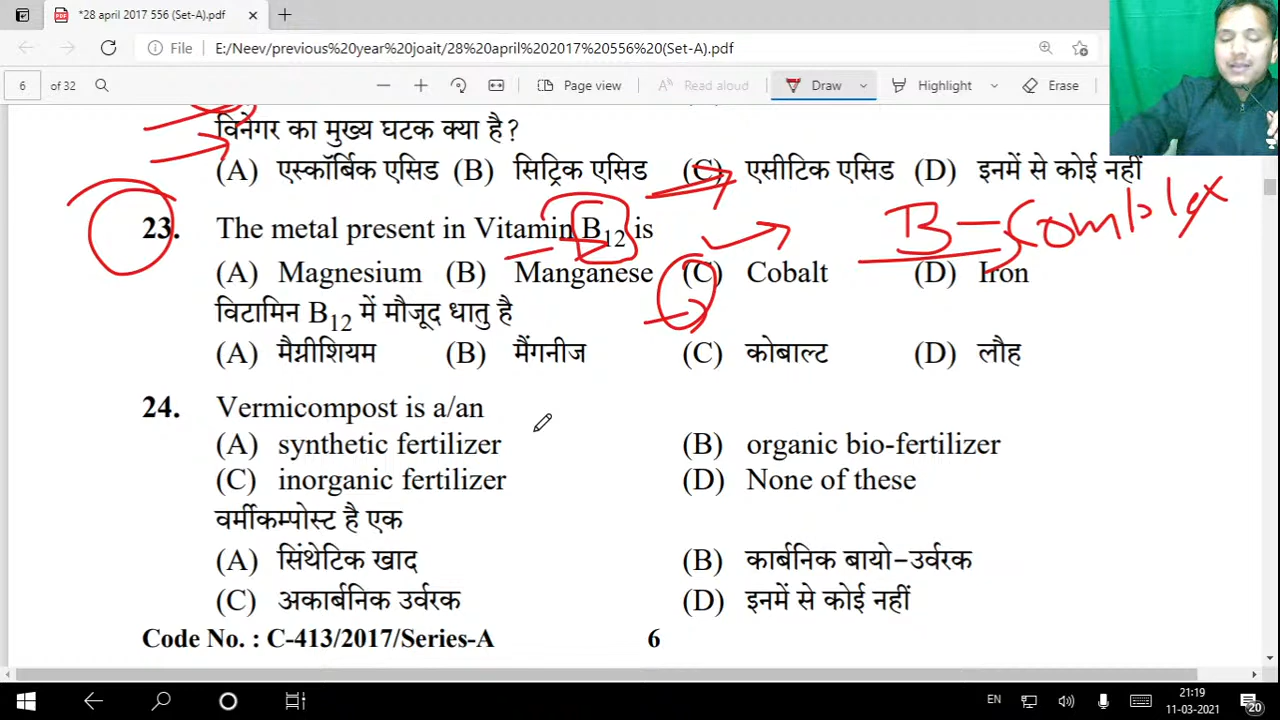 *28 april 2017 556 (Set-A).pdf
File E:/Neev/previous%20year%20joait/28%20april%202017%20556%20(Set-A).pdf
6 of 32 Page view Read aloud Draw Highlight Erase
विनेगर का मुख्य घटक क्या है?
(A) एस्कॉर्बिक एसिड (B) सिट्रिक एसिड (C) एसीटिक एसिड (D) इनमें से कोई नहीं
B-Complex
23. The metal present in Vitamin B12 is
(A) Magnesium (B) Manganese (C) Cobalt (D) Iron
विटामिन B12 में मौजूद धातु है
(A) मैग्नीशियम (B) मैंगनीज (C) कोबाल्ट (D) लौह
24. Vermicompost is a/an
(A) synthetic fertilizer (B) organic bio-fertilizer
(C) inorganic fertilizer (D) None of these
वर्मीकम्पोस्ट है एक
(A) सिंथेटिक खाद (B) कार्बनिक बायो-उर्वरक
(C) अकार्बनिक उर्वरक (D) इनमें से कोई नहीं
Code No. : C-413/2017/Series-A 6
EN 21:19
11-03-2021 20